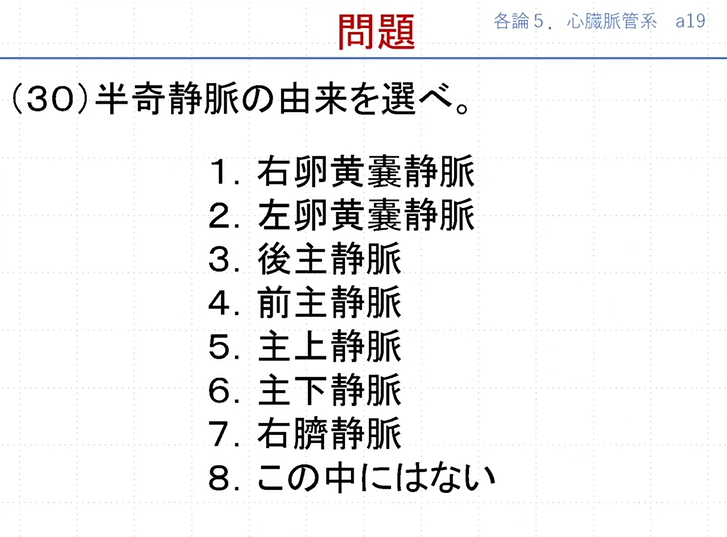 各論5．心臓脈管系　a19
問題
（30）半奇静脈の由来を選べ。
1．右卵黄嚢静脈
2．左卵黄嚢静脈
3．後主静脈
4．前主静脈
5．主上静脈
6．主下静脈
7．右臍静脈
8．この中にはない